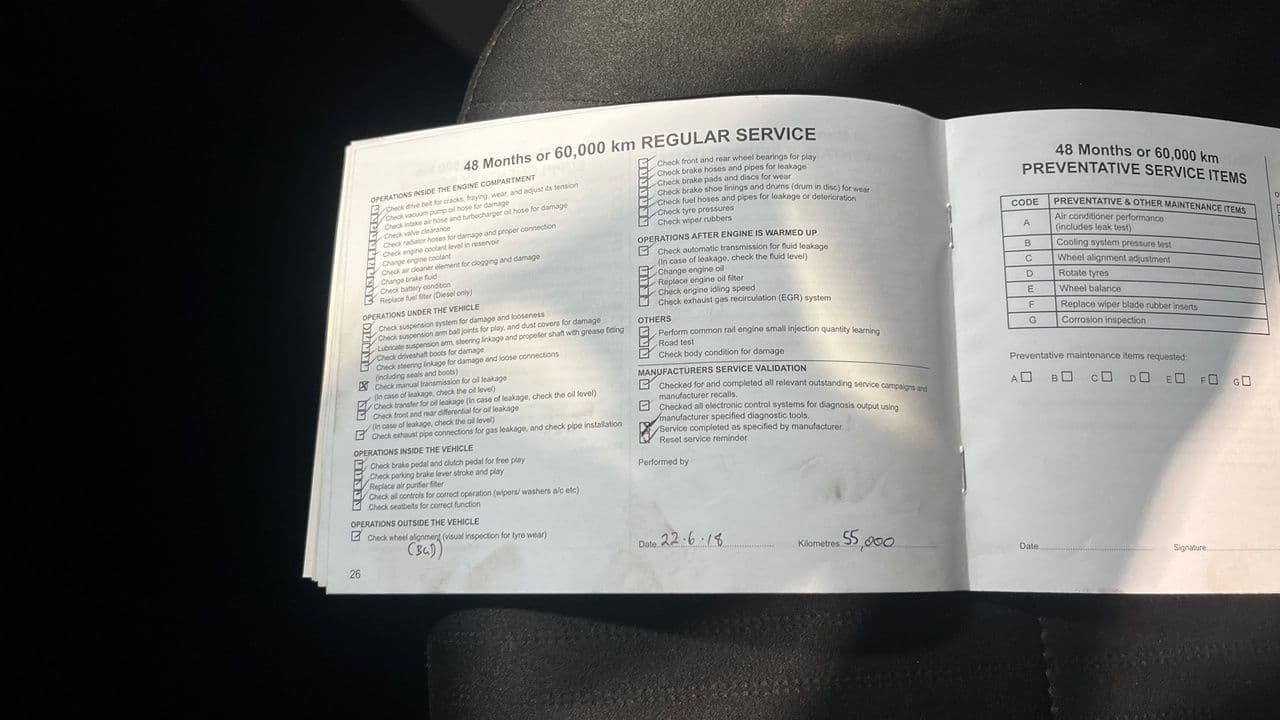 48 Months or 60,000 km REGULAR SERVICE
OPERATIONS INSIDE THE ENGINE COMPARTMENT
Check drive belt for cracks, fraying, wear, and adjust its tension
Check vacuum pump oil hose for damage
Check intake air hose and turbocharger oil hose for damage
Check valve clearance
Check radiator hoses for damage and proper connection
Check engine coolant level in reservoir
Change engine coolant
Check air cleaner element for clogging and damage
Change brake fluid
Check battery condition
Replace fuel filter (Diesel only)
OPERATIONS UNDER THE VEHICLE
Check suspension system for damage and looseness
Check suspension arm ball joints for play, and dust covers for damage
Lubricate suspension arm, steering linkage and propeller shaft with grease fitting
Check driveshaft boots for damage
Check steering linkage for damage and loose connections
(including seals and boots)
Check manual transmission for oil leakage
(In case of leakage, check the oil level)
Check transfer for oil leakage (In case of leakage, check the oil level)
Check front and rear differential for oil leakage
(In case of leakage, check the oil level)
Check exhaust pipe connections for gas leakage, and check pipe installation
OPERATIONS INSIDE THE VEHICLE
Check brake pedal and clutch pedal for free play
Check parking brake lever stroke and play
Replace air purifier filter
Check all controls for correct operation (wipers/ washers a/c etc)
Check seatbelts for correct function
OPERATIONS OUTSIDE THE VEHICLE
Check wheel alignment (visual inspection for tyre wear)
26
Check front and rear wheel bearings for play
Check brake hoses and pipes for leakage
Check brake pads and discs for wear
Check brake shoe linings and drums (drum in disc) for wear
Check fuel hoses and pipes for leakage or deterioration
Check tyre pressures
Check wiper rubbers
OPERATIONS AFTER ENGINE IS WARMED UP
Check automatic transmission for fluid leakage
(In case of leakage, check the fluid level)
Change engine oil
Replace engine oil filter
Check engine idling speed
Check exhaust gas recirculation (EGR) system
OTHERS
Perform common rail engine small injection quantity learning
Road test
Check body condition for damage
MANUFACTURERS SERVICE VALIDATION
Checked for and completed all relevant outstanding service campaigns and
manufacturer recalls.
Checked all electronic control systems for diagnosis output using
manufacturer specified diagnostic tools.
Service completed as specified by manufacturer.
Reset service reminder
Performed by
Date 22.6.18 Kilometres 55,000
48 Months or 60,000 km
PREVENTATIVE SERVICE ITEMS
CODE PREVENTATIVE & OTHER MAINTENANCE ITEMS
A Air conditioner performance
(includes leak test)
B Cooling system pressure test
C Wheel alignment adjustment
D Rotate tyres
E Wheel balance
F Replace wiper blade rubber inserts
G Corrosion inspection
Preventative maintenance items requested:
A B C D E F G
Date Signature